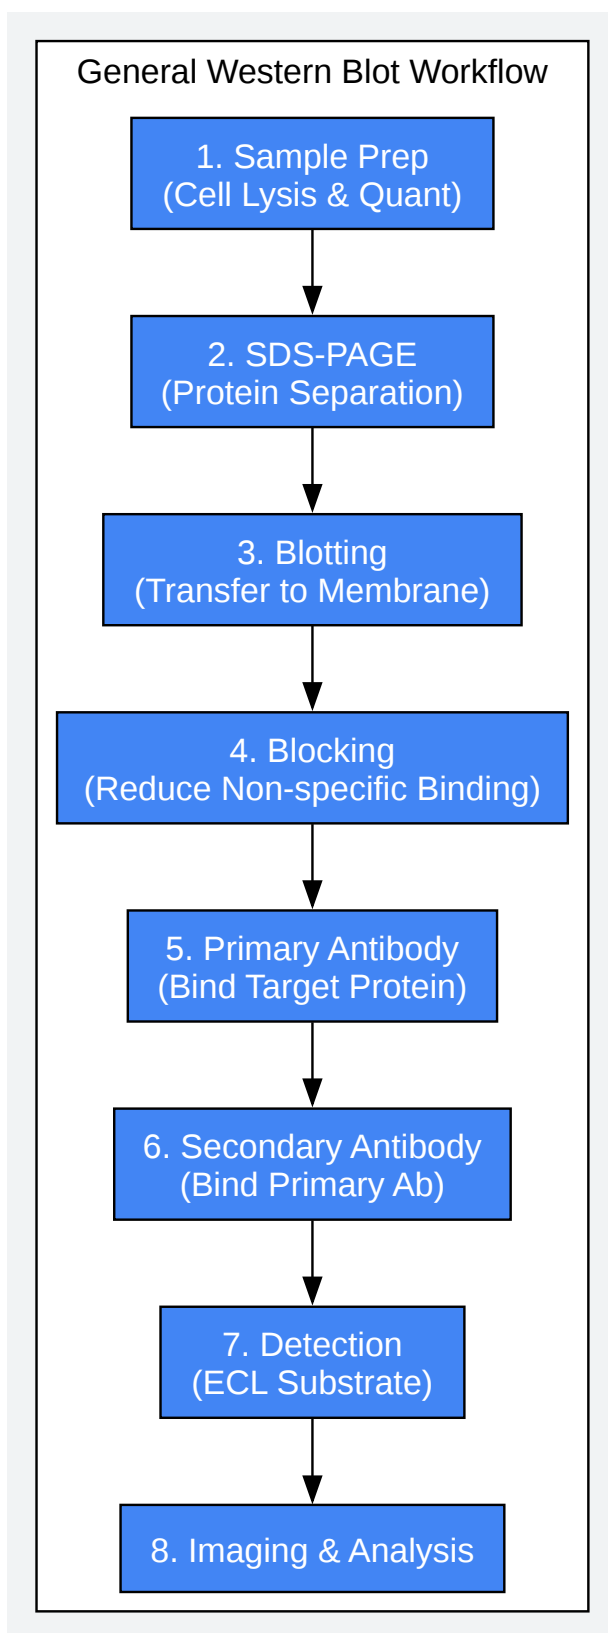 General Western Blot Workflow
1. Sample Prep
(Cell Lysis & Quant)
2. SDS-PAGE
(Protein Separation)
3. Blotting
(Transfer to Membrane)
4. Blocking
(Reduce Non-specific Binding)
5. Primary Antibody
(Bind Target Protein)
6. Secondary Antibody
(Bind Primary Ab)
7. Detection
(ECL Substrate)
8. Imaging & Analysis